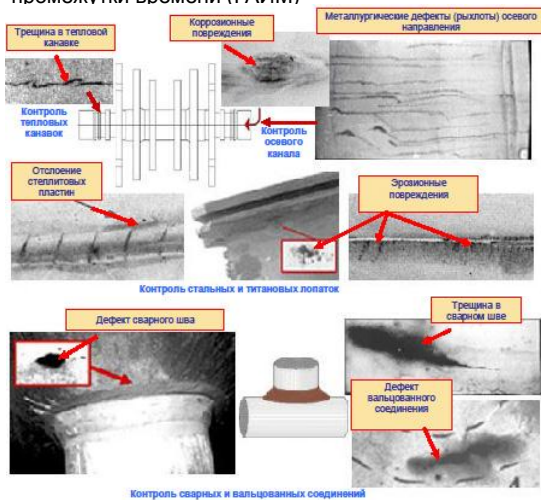 промежутки времени (РАЙМ)
Трещина в тепловой
канавке
Коррозионные
повреждения
Металлургические дефекты (рыхлоты) осевого
направления
Контроль
тепловых
канавок
Контроль
осевого
канала
Отслоение
стеллитовых
пластин
Эрозионные
повреждения
Контроль стальных и титановых лопаток
Дефект сварного шва
Трещина в
сварном шве
Дефект
вальцованного
соединения
Контроль сварных и вальцованных соединений